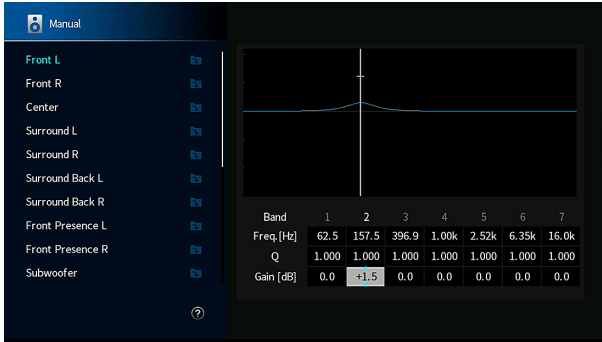 Manual
Front L
Front R
Center
Surround L
Surround R
Surround Back L
Surround Back R
Front Presence L
Front Presence R
Subwoofer
?
Band 1 2 3 4 5 6 7
Freq.[Hz] 62.5 157.5 396.9 1.00k 2.52k 6.35k 16.0k
Q 1.000 1.000 1.000 1.000 1.000 1.000 1.000
Gain [dB] 0.0 +1.5 0.0 0.0 0.0 0.0 0.0